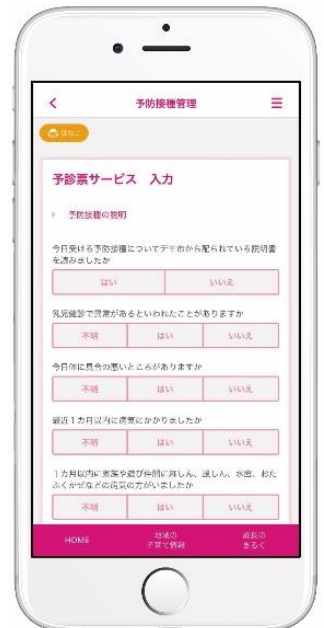 予防接種管理
はなこ
予診票サービス 入力
予防接種の説明
今日受ける予防接種についてデモ市から配られている説明書
を読みましたか
はい いいえ
乳児健診で異常があるといわれたことがありますか
不明 はい いいえ
今日体に具合の悪いところがありますか
不明 はい いいえ
最近1カ月以内に病気にかかりましたか
不明 はい いいえ
1カ月以内に家族や遊び仲間に麻しん、風しん、水痘、おた
ふくかぜなどの病気の方がいましたか
不明 はい いいえ
HOME 地域の
子育て情報 成長の
きろく